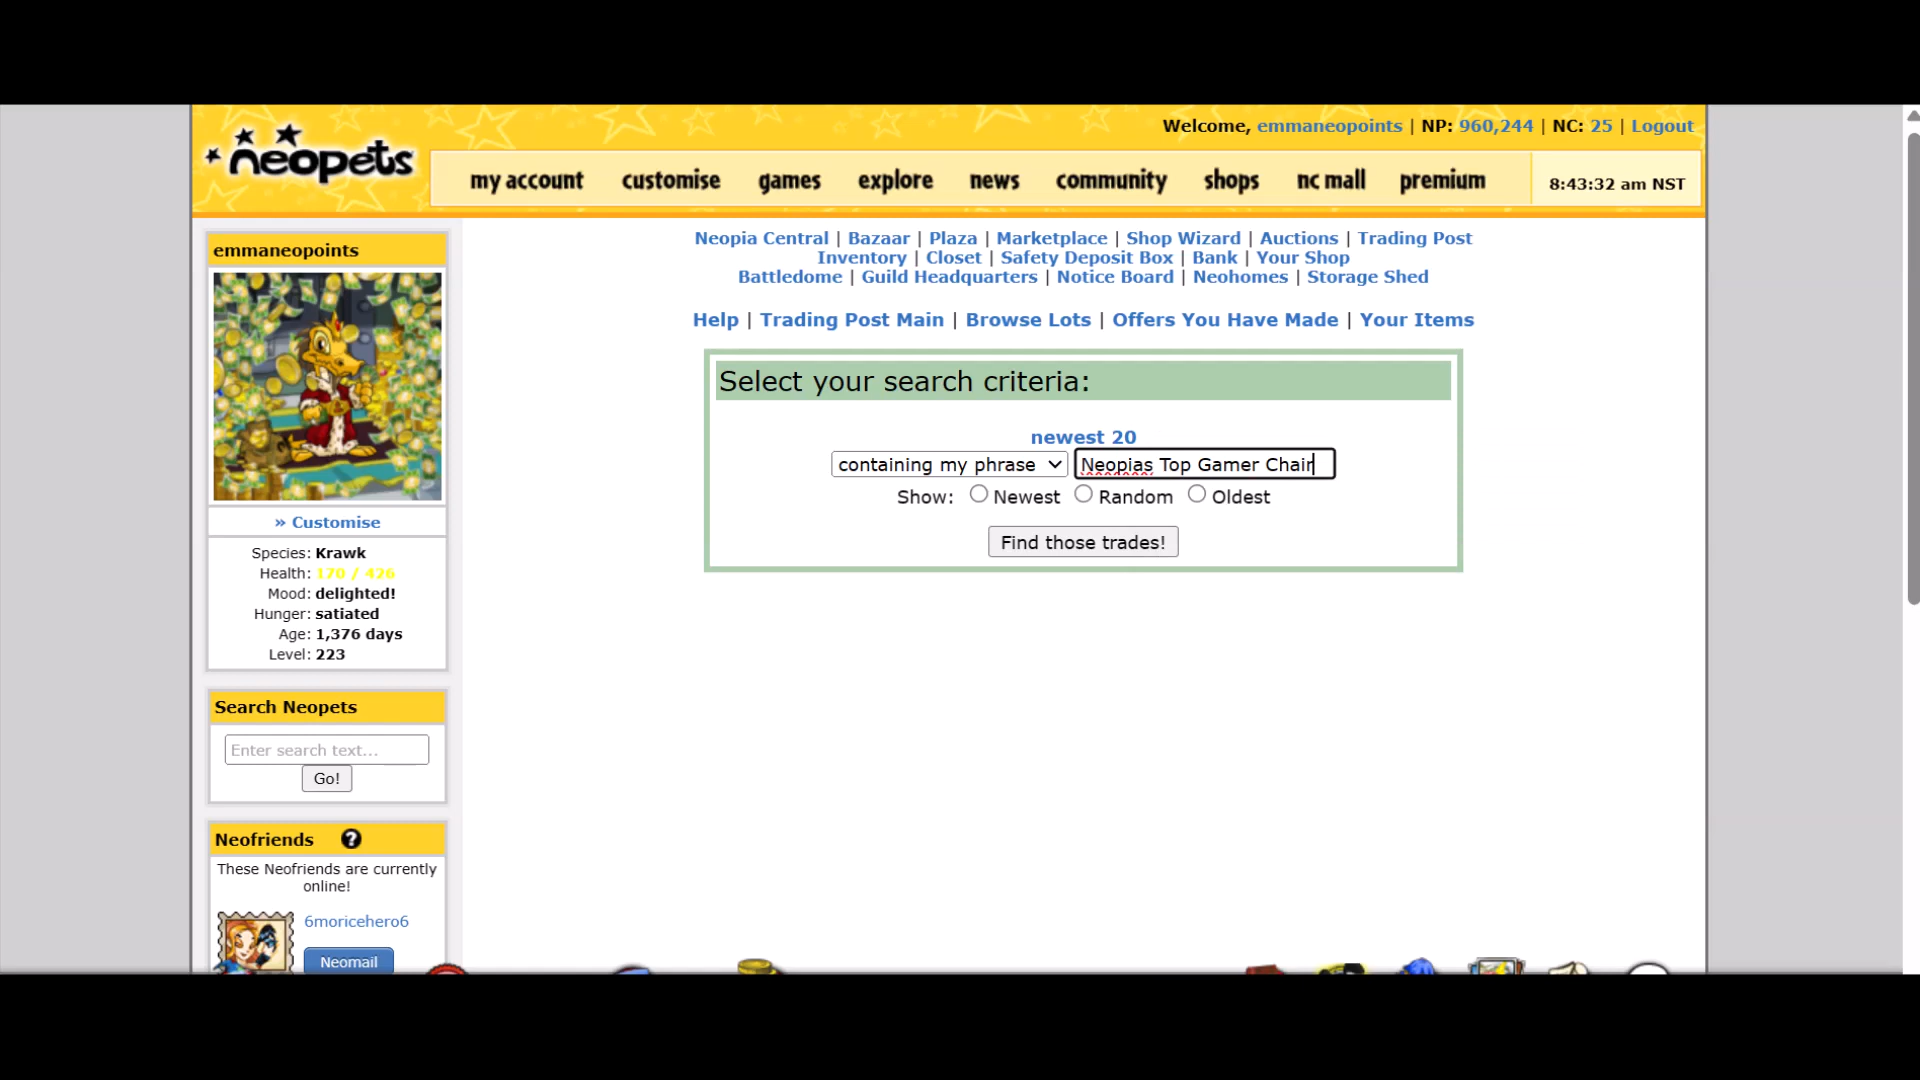 Welcome, emmaneopoints | NP: 960,244 | NC: 25 | Logout
neopets
my account customise games explore news community shops nc mall premium 8:43:32 am NST
emmaneopoints
» Customise
Species: Krawk
Health: 170 / 426
Mood: delighted!
Hunger: satiated
Age: 1,376 days
Level: 223
Search Neopets
Enter search text...
Go!
Neofriends ?
These Neofriends are currently
online!
6moricehero6
Neomail
Neopia Central | Bazaar | Plaza | Marketplace | Shop Wizard | Auctions | Trading Post
Inventory | Closet | Safety Deposit Box | Bank | Your Shop
Battledome | Guild Headquarters | Notice Board | Neohomes | Storage Shed
Help | Trading Post Main | Browse Lots | Offers You Have Made | Your Items
Select your search criteria:
newest 20
containing my phrase Neopias Top Gamer Chair
Show: Newest Random Oldest
Find those trades!